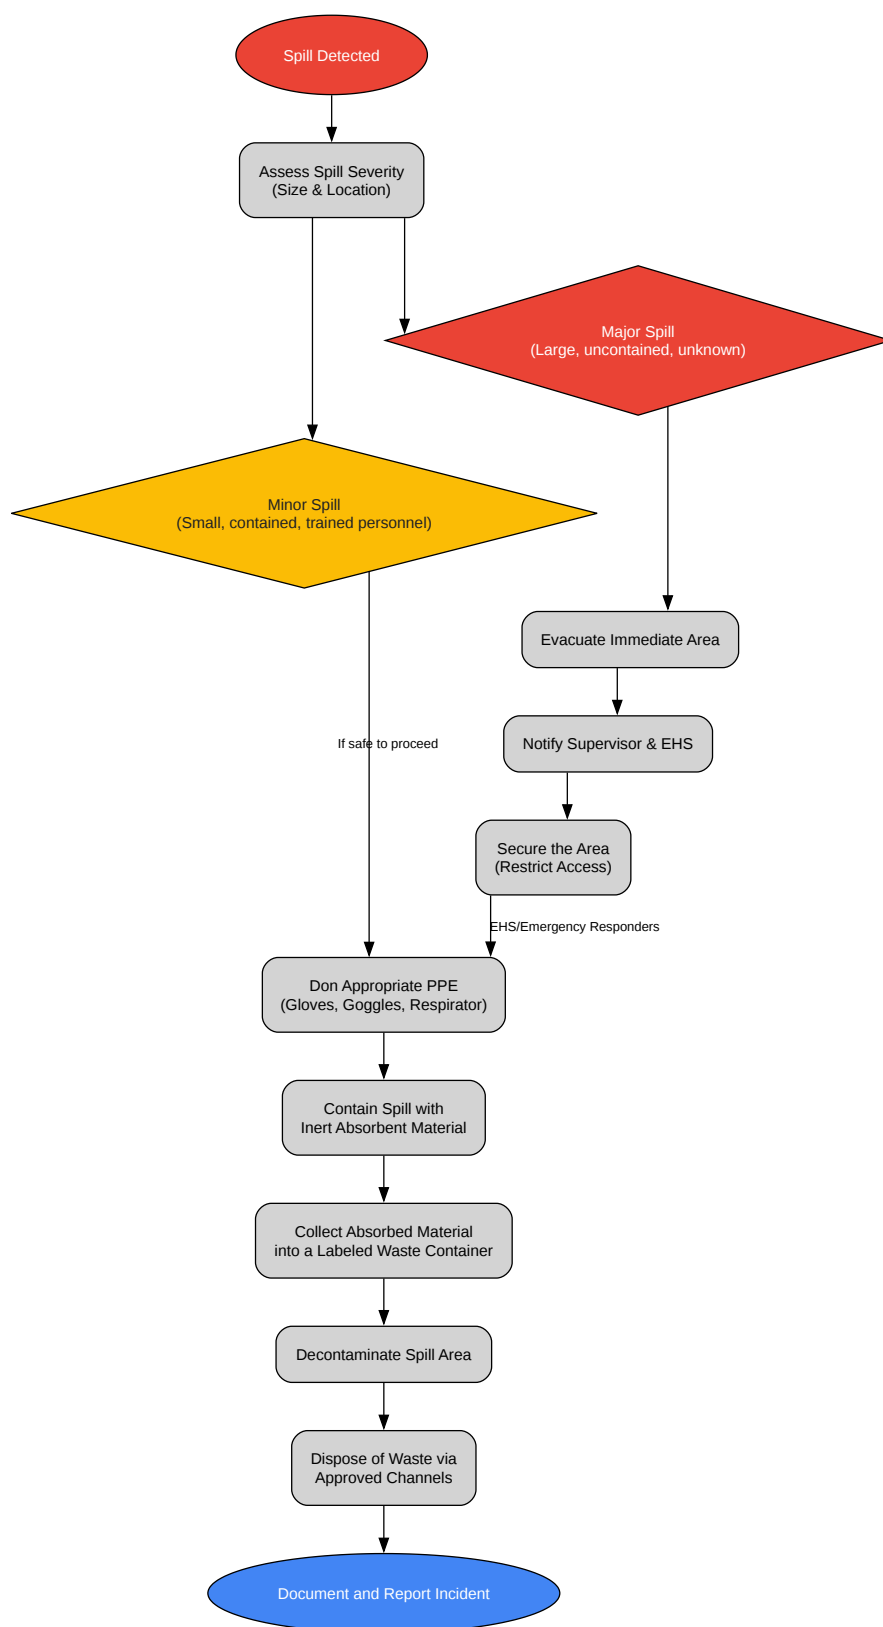 Spill Detected
Assess Spill Severity
(Size & Location)
Major Spill
(Large, uncontained, unknown)
Minor Spill
(Small, contained, trained personnel)
Evacuate Immediate Area
If safe to proceed
Notify Supervisor & EHS
Secure the Area
(Restrict Access)
EHS/Emergency Responders
Don Appropriate PPE
(Gloves, Goggles, Respirator)
Contain Spill with
Inert Absorbent Material
Collect Absorbed Material
into a Labeled Waste Container
Decontaminate Spill Area
Dispose of Waste via
Approved Channels
Document and Report Incident